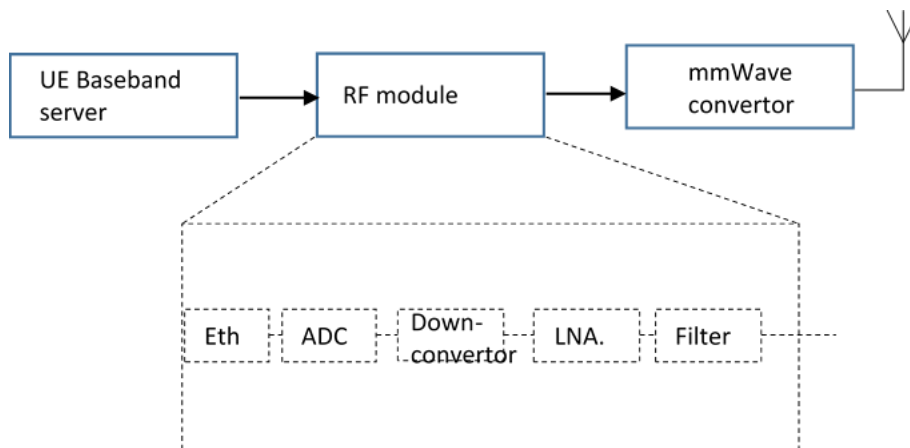 UE Baseband
server
RF module
mmWave
convertor
Eth
ADC
Down-
convertor
LNA.
Filter